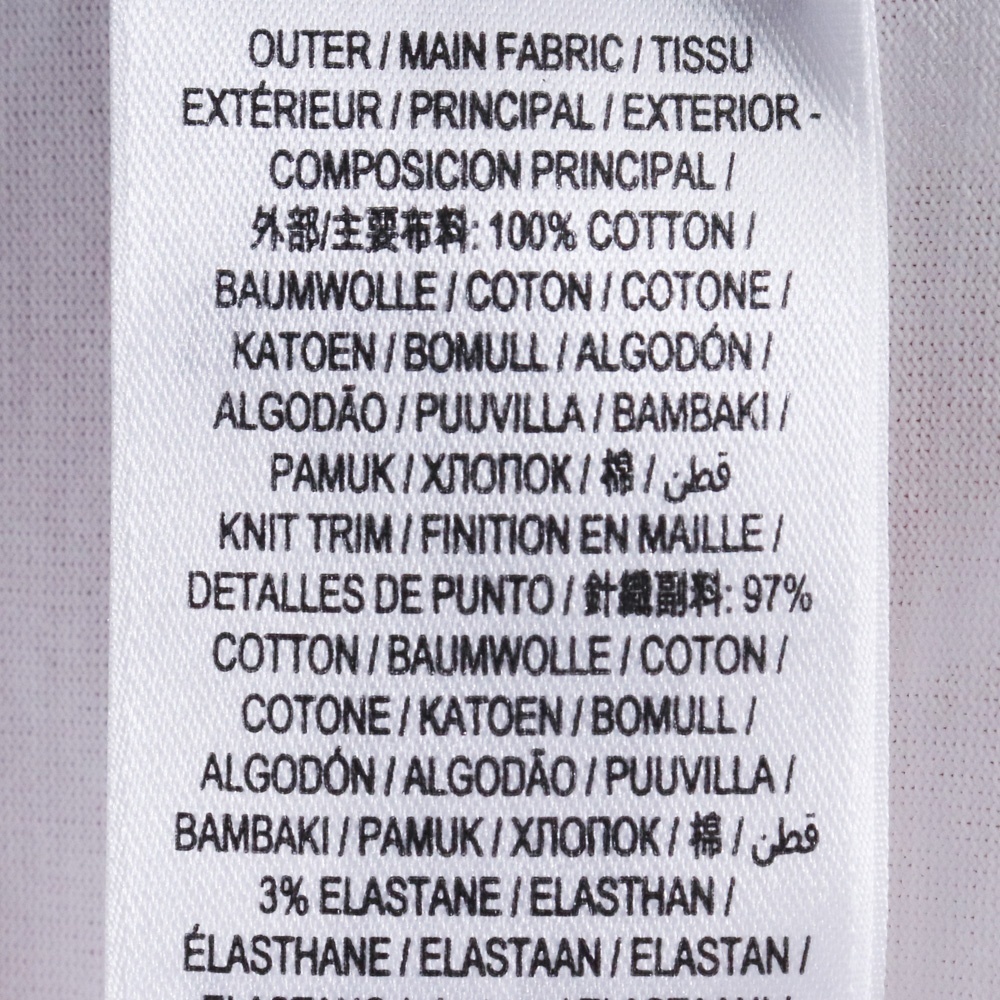 OUTER / MAIN FABRIC / TISSU
EXTÉRIEUR / PRINCIPAL / EXTERIOR -
COMPOSICION PRINCIPAL /
外部/主要布料: 100% COTTON /
BAUMWOLLE / COTON / COTONE /
KATOEN / BOMULL / ALGODÓN /
ALGODÃO / PUUVILLA / BAMBAKI /
PAMUK / ХЛОПОК / 棉 / قطن
KNIT TRIM / FINITION EN MAILLE /
DETALLES DE PUNTO / 針織副料: 97%
COTTON / BAUMWOLLE / COTON /
COTONE / KATOEN / BOMULL /
ALGODÓN / ALGODÃO / PUUVILLA /
BAMBAKI / PAMUK / ХЛОПОК / 棉 / قطن
3% ELASTANE / ELASTHAN /
ÉLASTHANE / ELASTAAN / ELASTAN /